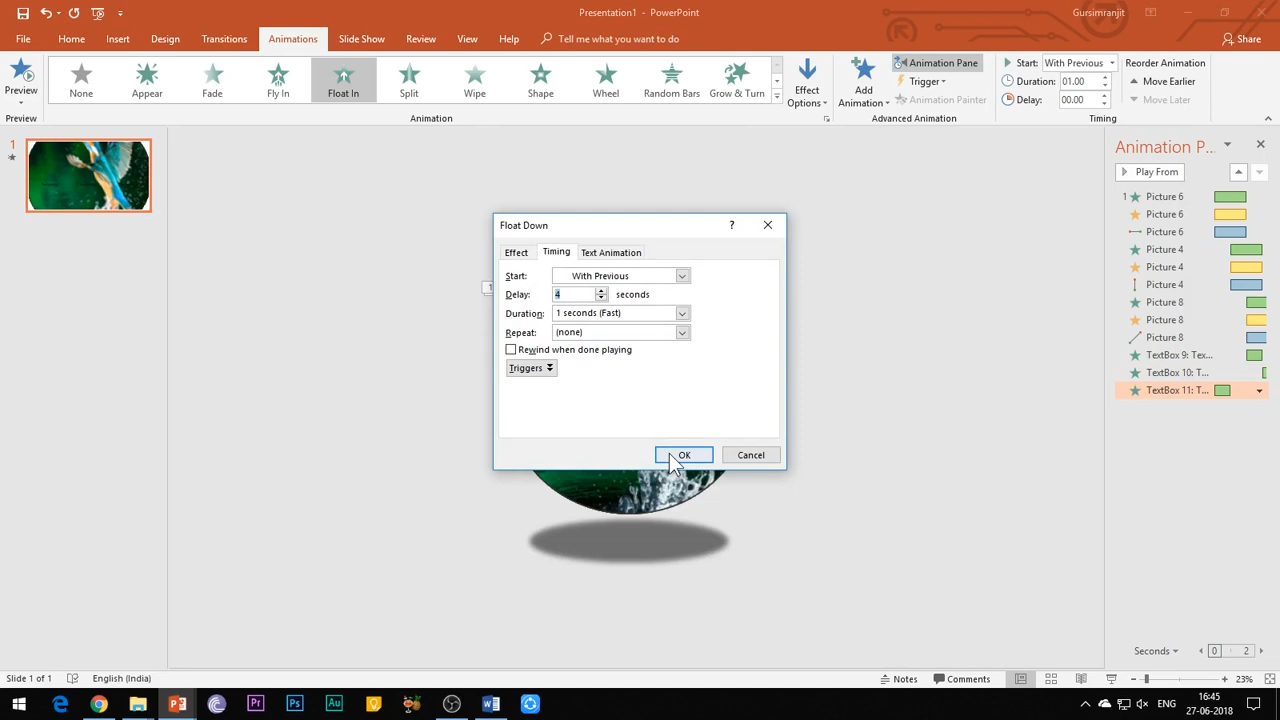 Presentation1 - PowerPoint
Gursimranjit
File Home Insert Design Transitions Animations Slide Show Review View Help Tell me what you want to do Share
Preview
None Appear Fade Fly In Float In Split Wipe Shape Wheel Random Bars Grow & Turn
Effect Options
Add Animation
Animation Pane
Trigger
Animation Painter
Start: With Previous
Duration: 01.00
Delay: 00.00
Reorder Animation
Move Earlier
Move Later
Preview Animation Advanced Animation Timing
1
Animation P...
Play From
1 Picture 6
Picture 6
Picture 6
Picture 4
Picture 4
Picture 4
Picture 8
Picture 8
Picture 8
TextBox 9: Tex...
TextBox 10: T...
TextBox 11: T...
Seconds 0 2
Float Down ?
Effect Timing Text Animation
Start: With Previous
Delay: 4 seconds
Duration: 1 seconds (Fast)
Repeat: (none)
Rewind when done playing
Triggers
OK Cancel
1
Slide 1 of 1 English (India) Notes Comments 23%
ENG 16:45
27-06-2018